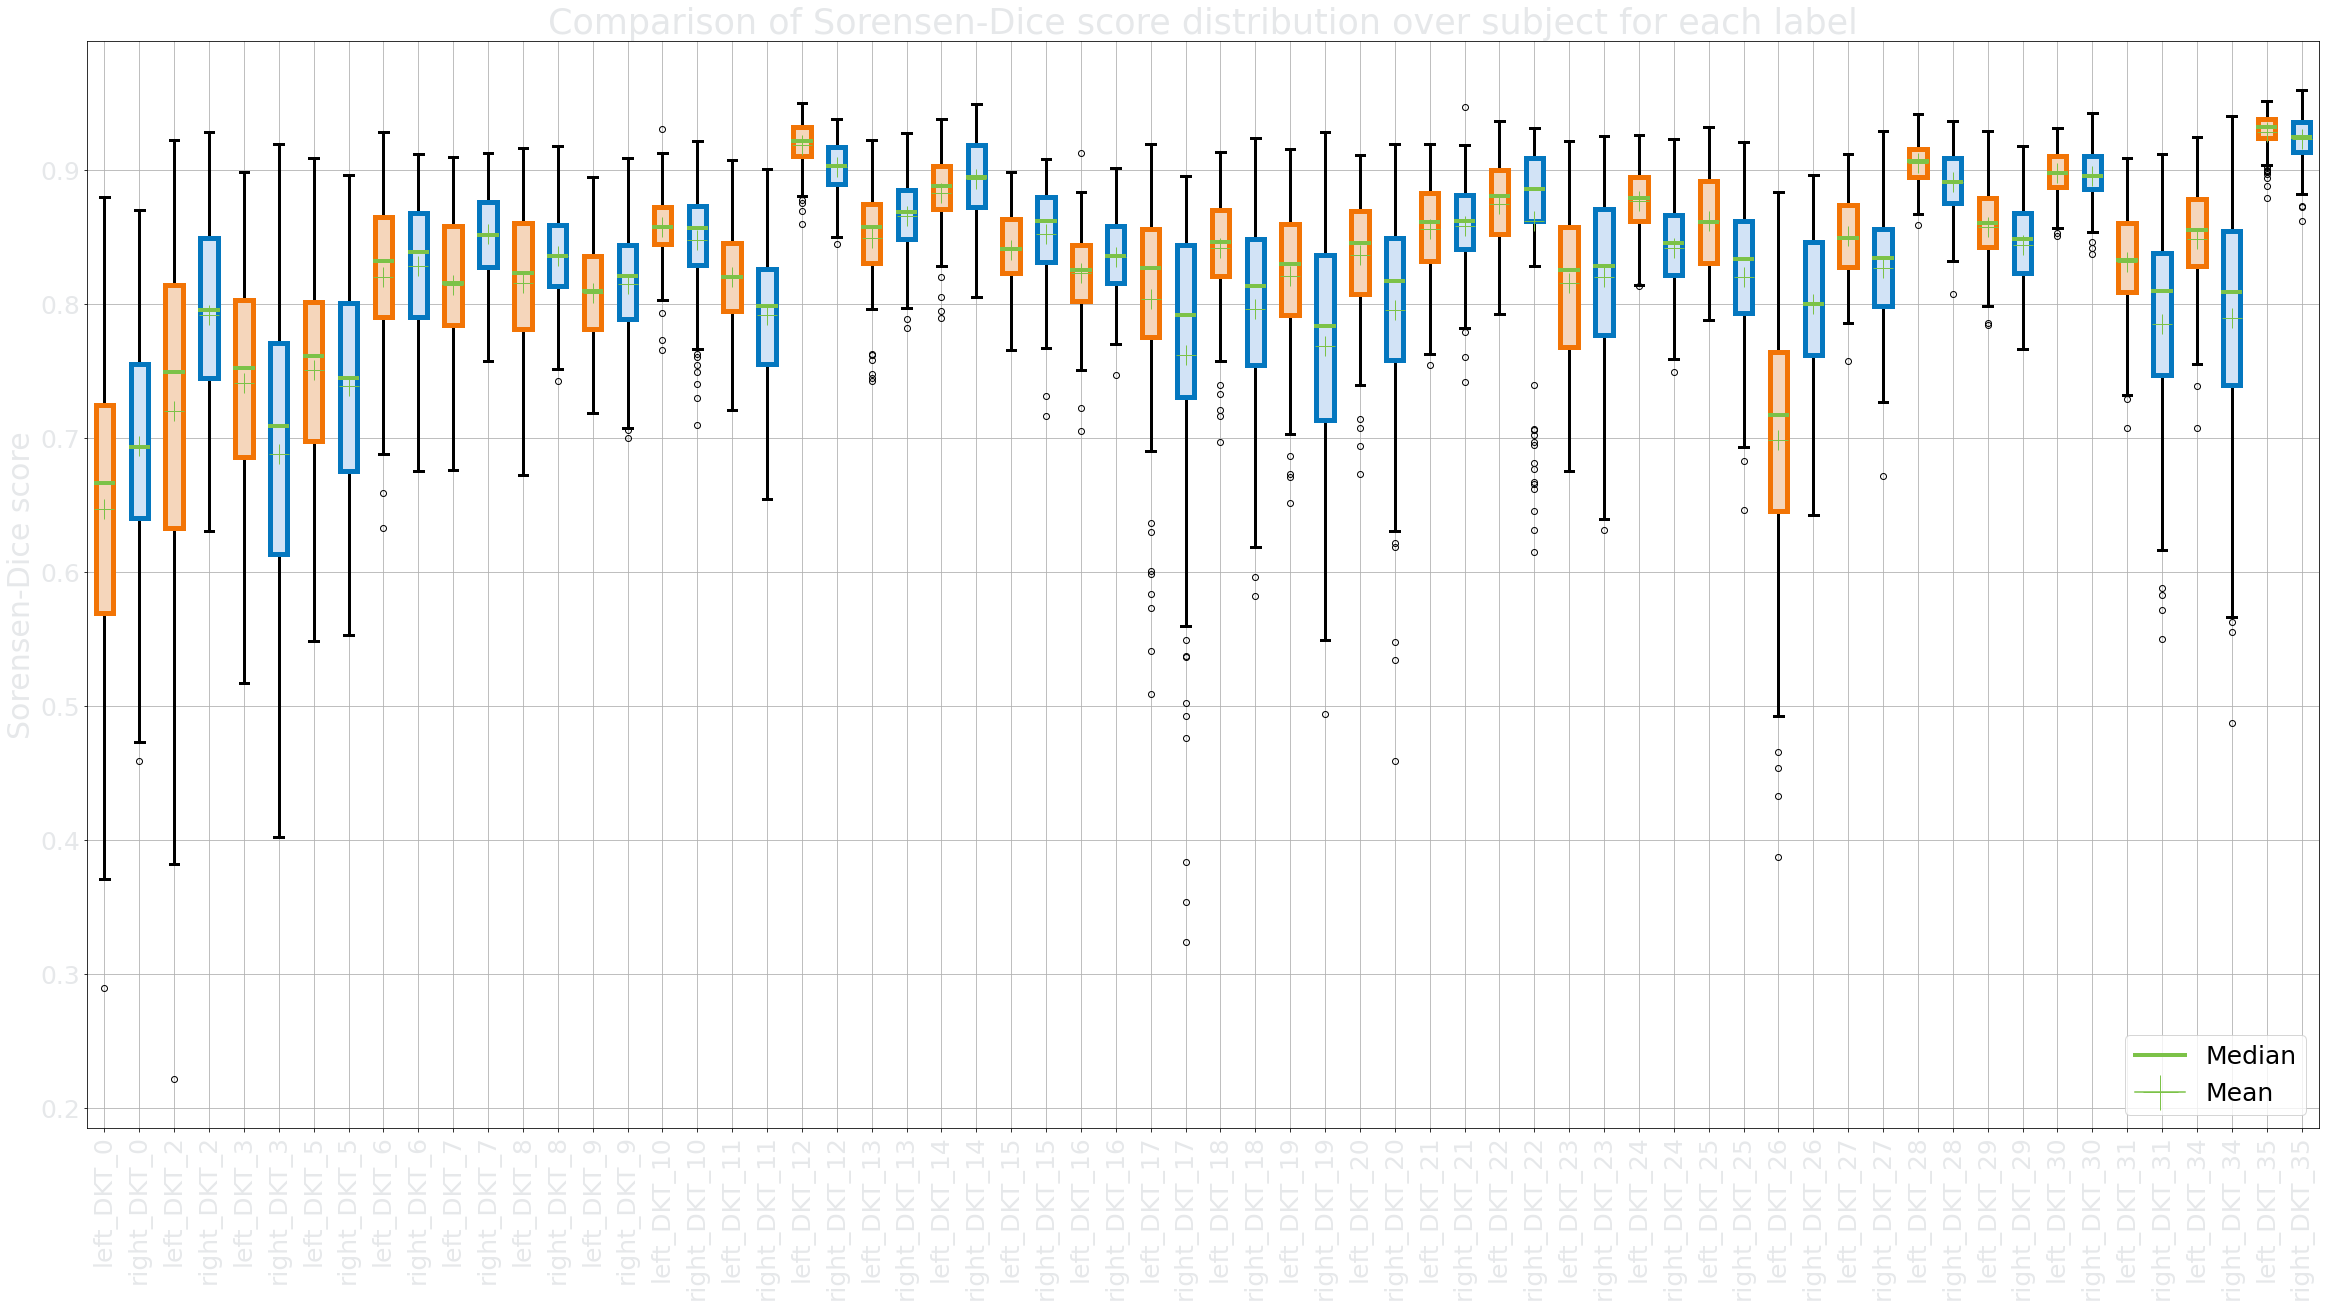 Comparison of Sorensen-Dice score distribution over subject for each label
Sorensen-Dice score
0.9
0.8
0.7
0.6
0.5
0.4
0.3
0.2
Median
Mean
left_DKT_0
right_DKT_0
left_DKT_2
right_DKT_2
left_DKT_3
right_DKT_3
left_DKT_5
right_DKT_5
left_DKT_6
right_DKT_6
left_DKT_7
right_DKT_7
left_DKT_8
right_DKT_8
left_DKT_9
right_DKT_9
left_DKT_10
right_DKT_10
left_DKT_11
right_DKT_11
left_DKT_12
right_DKT_12
left_DKT_13
right_DKT_13
left_DKT_14
right_DKT_14
left_DKT_15
right_DKT_15
left_DKT_16
right_DKT_16
left_DKT_17
right_DKT_17
left_DKT_18
right_DKT_18
left_DKT_19
right_DKT_19
left_DKT_20
right_DKT_20
left_DKT_21
right_DKT_21
left_DKT_22
right_DKT_22
left_DKT_23
right_DKT_23
left_DKT_24
right_DKT_24
left_DKT_25
right_DKT_25
left_DKT_26
right_DKT_26
left_DKT_27
right_DKT_27
left_DKT_28
right_DKT_28
left_DKT_29
right_DKT_29
left_DKT_30
right_DKT_30
left_DKT_31
right_DKT_31
left_DKT_34
right_DKT_34
left_DKT_35
right_DKT_35